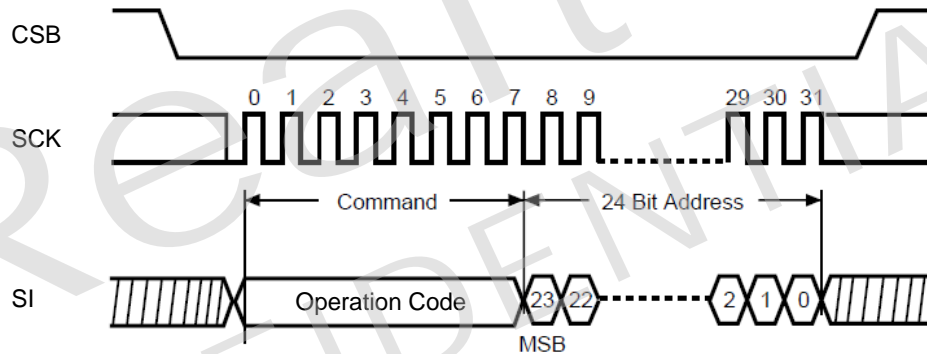 CSB
0 1 2 3 4 5 6 7 8 9 29 30 31
SCK
Command 24 Bit Address
SI Operation Code 23 22 2 1 0
MSB